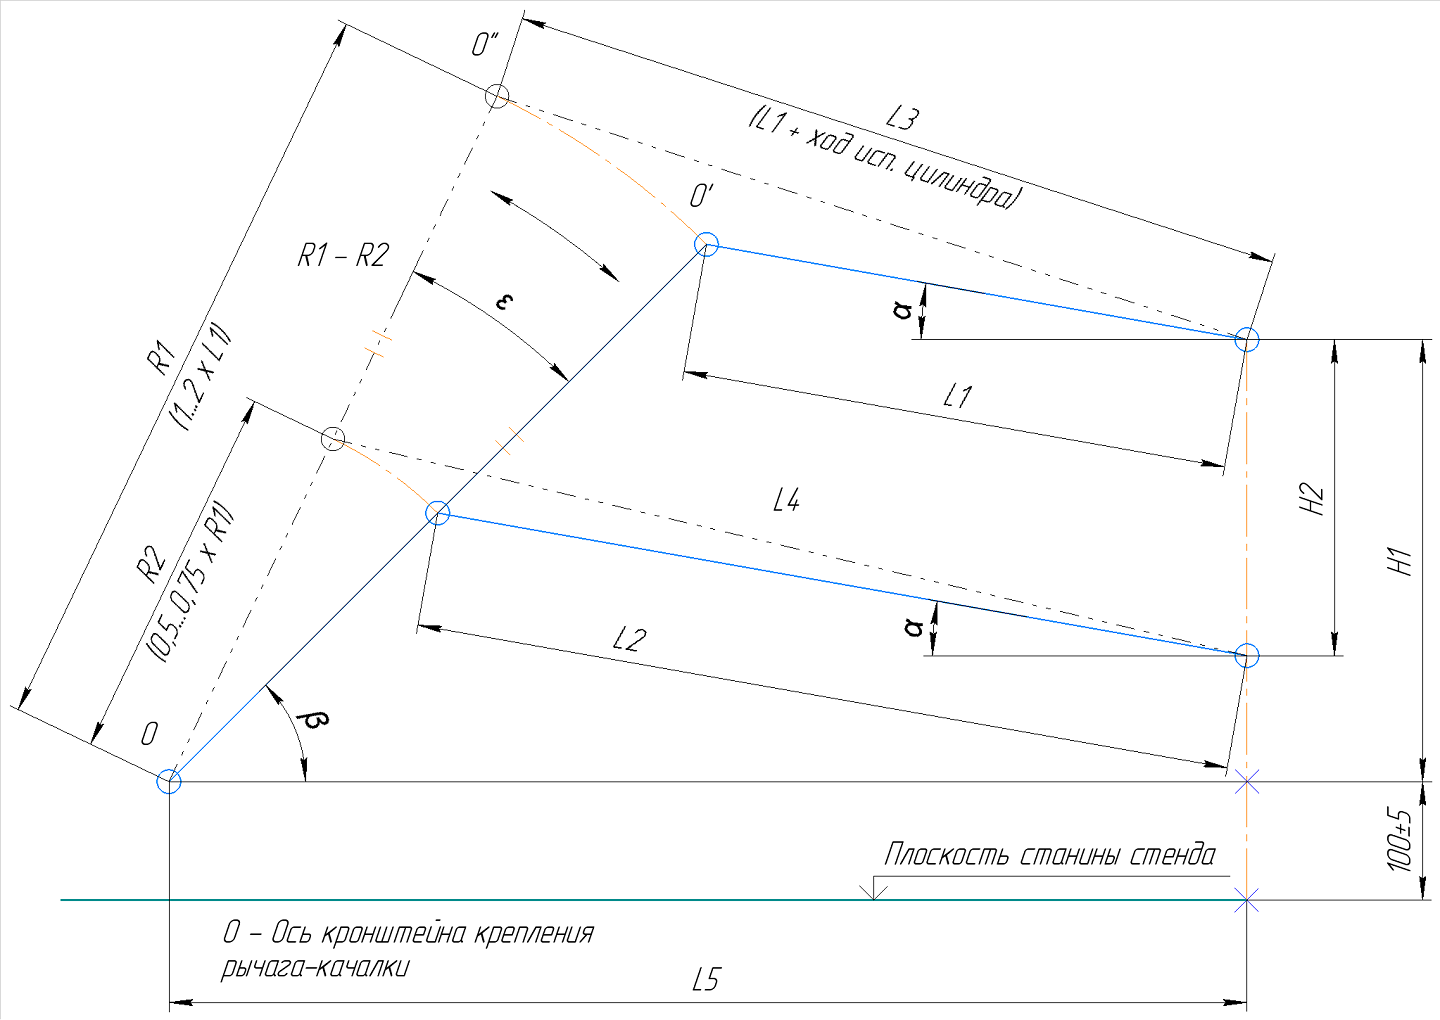 O"
L3
(L1 + ход исп. цилиндра)
O'
R1 – R2
ε
α
R1
(1...2 x L1)
L1
R2
(0,5...0,75 x R1)
L4
H2
H1
α
L2
O
β
100±5
Плоскость станины стенда
O – Ось кронштейна крепления
рычага-качалки
L5